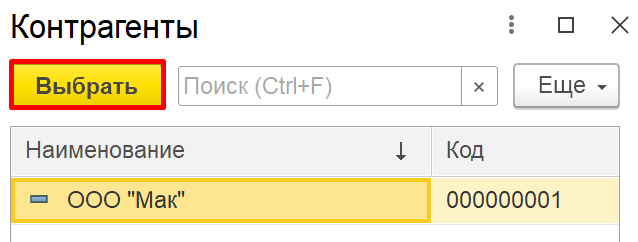 Контрагенты
Выбрать Поиск (Ctrl+F) × Еще
Наименование ↓ Код
ООО "Мак" 000000001